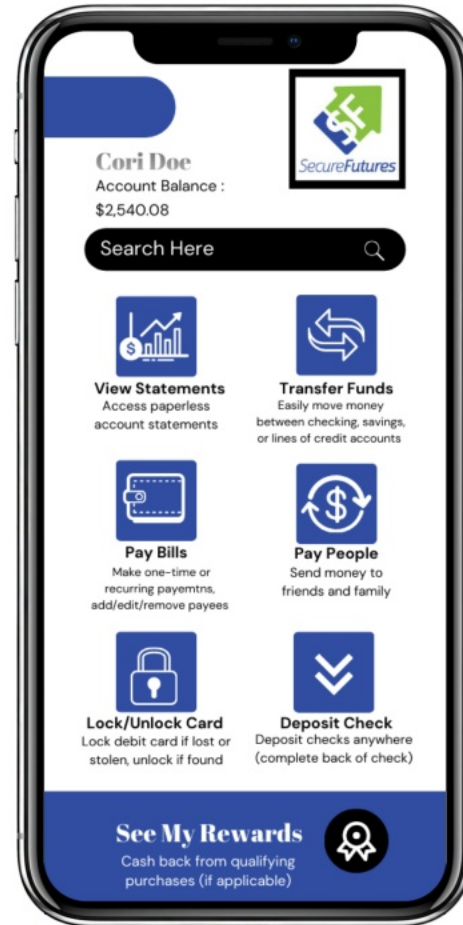 SF
SecureFutures
Cori Doe
Account Balance :
$2,540.08
Search Here
$
View Statements
Access paperless
account statements
Transfer Funds
Easily move money
between checking, savings,
or lines of credit accounts
Pay Bills
Make one-time or
recurring payemtns,
add/edit/remove payees
$
Pay People
Send money to
friends and family
Lock/Unlock Card
Lock debit card if lost or
stolen, unlock if found
Deposit Check
Deposit checks anywhere
(complete back of check)
See My Rewards
Cash back from qualifying
purchases (if applicable)